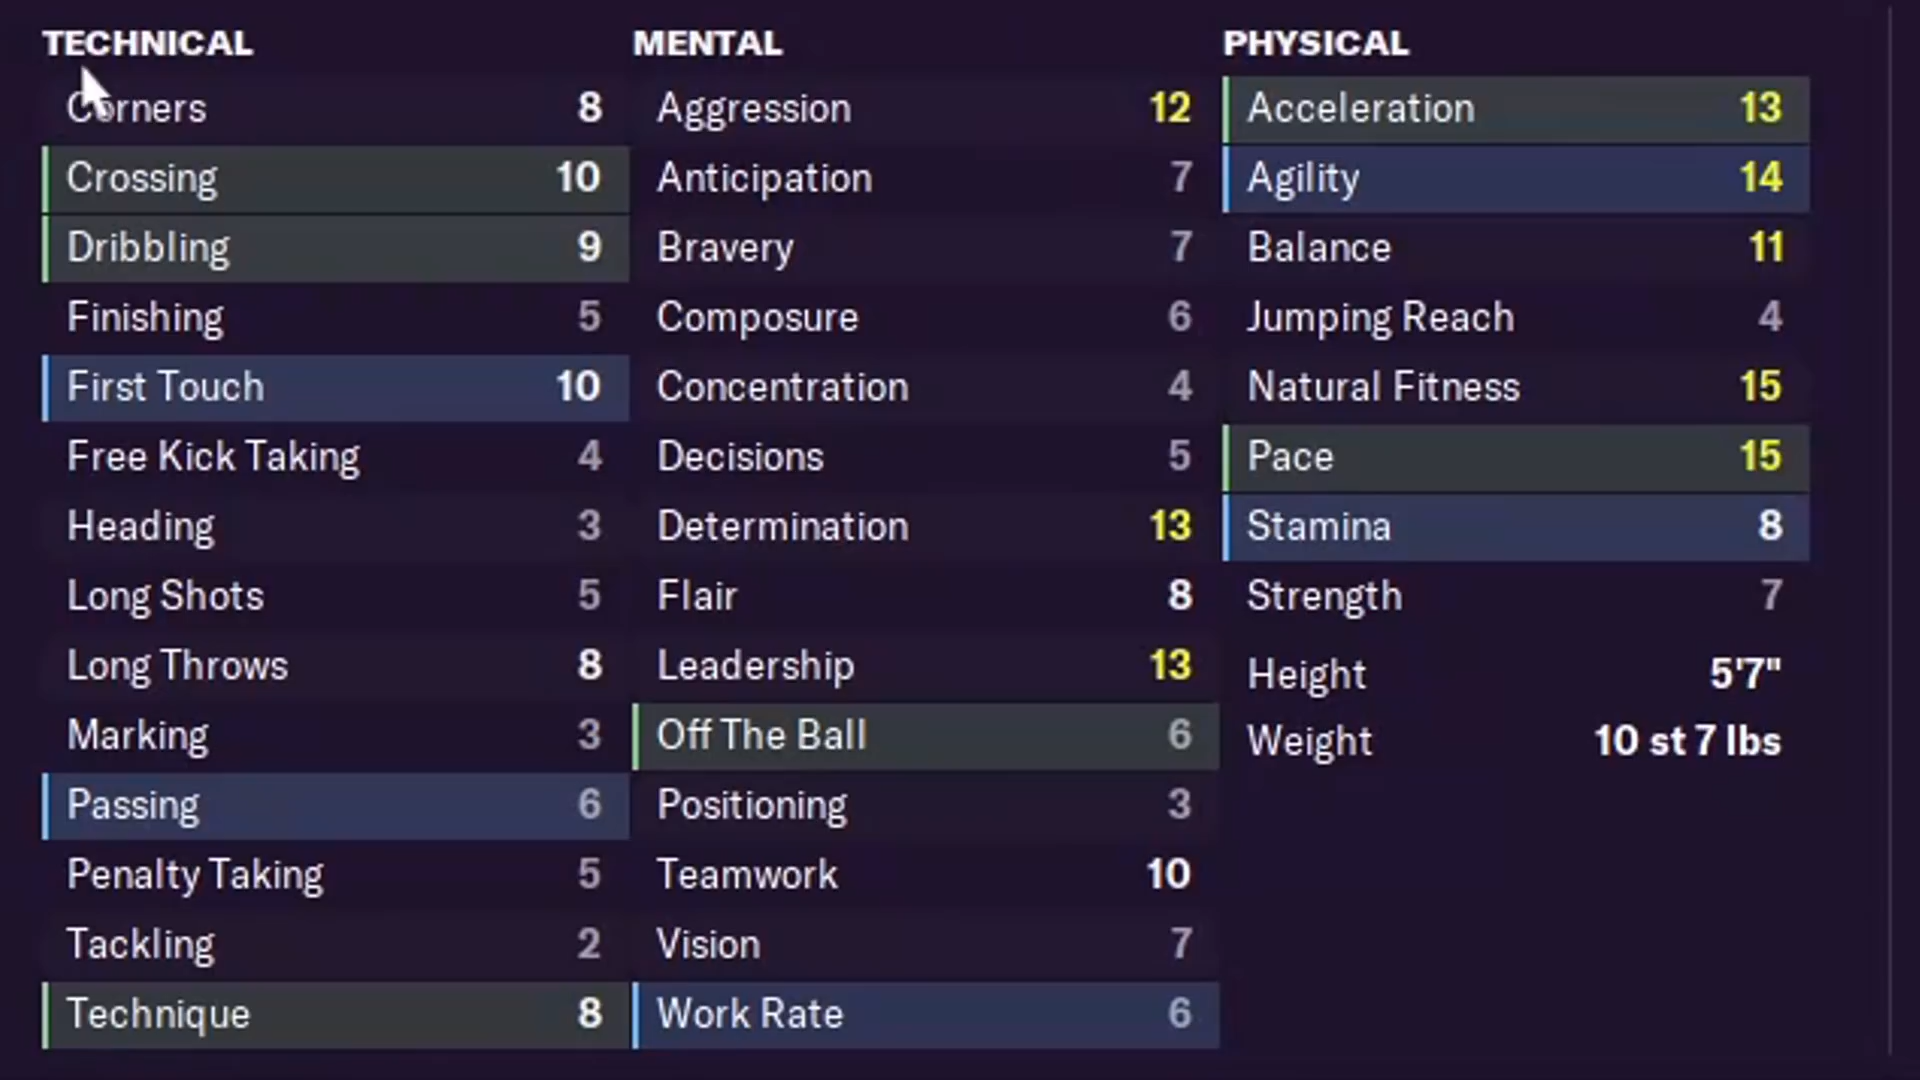 TECHNICAL
Corners 8
Crossing 10
Dribbling 9
Finishing 5
First Touch 10
Free Kick Taking 4
Heading 3
Long Shots 5
Long Throws 8
Marking 3
Passing 6
Penalty Taking 5
Tackling 2
Technique 8
MENTAL
Aggression 12
Anticipation 7
Bravery 7
Composure 6
Concentration 4
Decisions 5
Determination 13
Flair 8
Leadership 13
Off The Ball 6
Positioning 3
Teamwork 10
Vision 7
Work Rate 6
PHYSICAL
Acceleration 13
Agility 14
Balance 11
Jumping Reach 4
Natural Fitness 15
Pace 15
Stamina 8
Strength 7
Height 5'7"
Weight 10 st 7 lbs